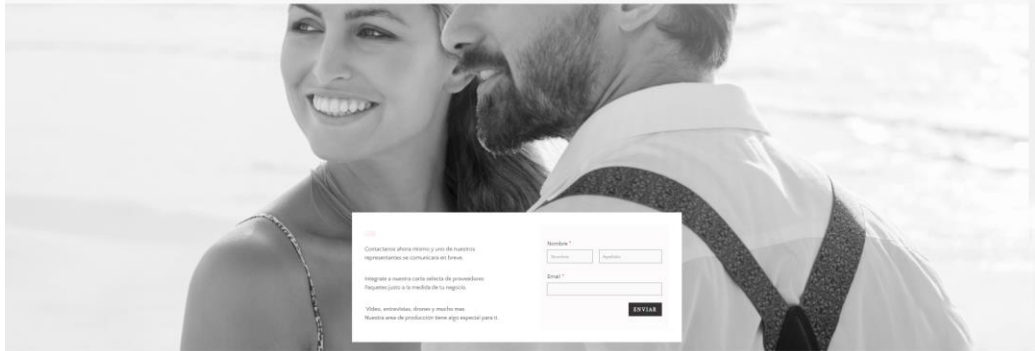 Contactanos ahora mismo y uno de nuestros
representantes se comunicara en breve.
Integrate a nuestra carta selecta de proveedores
Paquetes justo a la medida de tu negocio.
Video, entrevistas, drones y mucho mas.
Nuestra area de producción tiene algo especial para ti.
Nombre *
Nombre
Apellido
Email *
ENVIAR